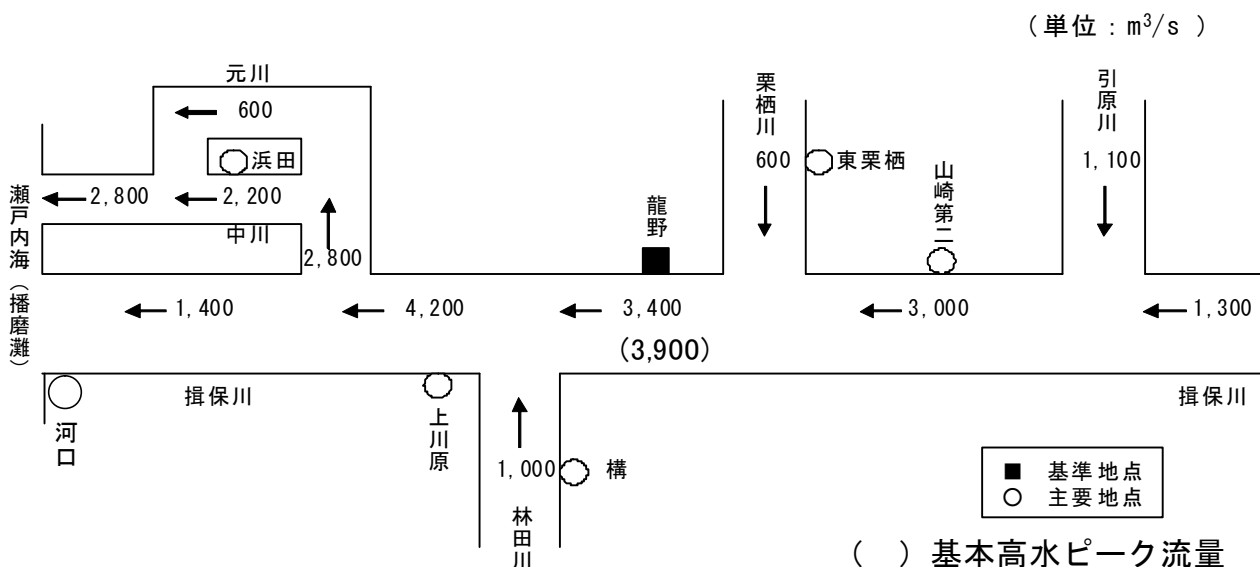 （単位：m³/s ）
元川
600
浜田
2,800
2,200
中川
2,800
瀬戸内海（播磨灘）
栗栖川
600
東栗栖
引原川
1,100
山崎第二
龍野
1,400
4,200
3,400
(3,900)
3,000
1,300
揖保川
揖保川
河口
上川原
1,000
構
林田川
■ 基準地点
○ 主要地点
（　）基本高水ピーク流量